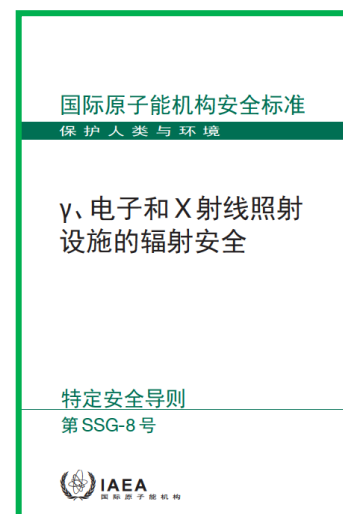 国际原子能机构安全标准
保护人类与环境
γ、电子和X射线照射
设施的辐射安全
特定安全导则
第SSG-8号
IAEA
国际原子能机构